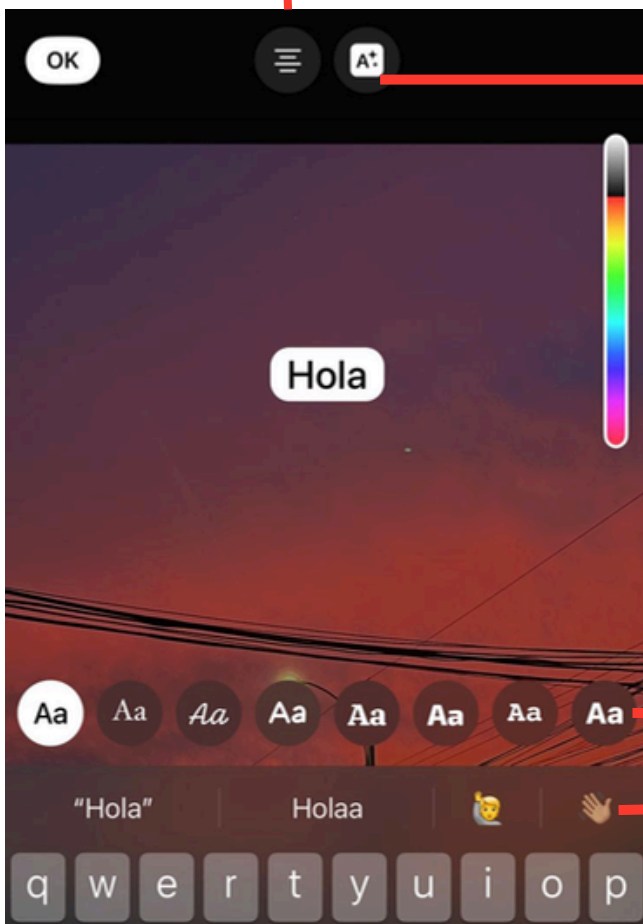 OK A
Hola
Aa Aa Aa Aa Aa Aa Aa Aa
“Hola” Holaa
q w e r t y u i o p